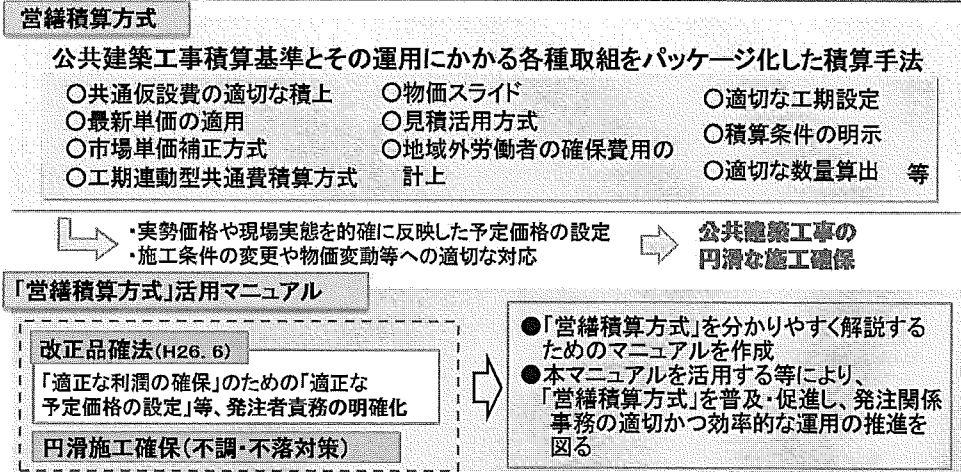 営繕積算方式
公共建築工事積算基準とその運用にかかる各種取組をパッケージ化した積算手法
○共通仮設費の適切な積上
○最新単価の適用
○市場単価補正方式
○工期連動型共通費積算方式
○物価スライド
○見積活用方式
○地域外労働者の確保費用の
計上
○適切な工期設定
○積算条件の明示
○適切な数量算出 等
・実勢価格や現場実態を的確に反映した予定価格の設定
・施工条件の変更や物価変動等への適切な対応
公共建築工事の
円滑な施工確保
「営繕積算方式」活用マニュアル
改正品確法(H26.6)
「適正な利潤の確保」のための「適正な
予定価格の設定」等、発注者責務の明確化
円滑施工確保(不調・不落対策)
●「営繕積算方式」を分かりやすく解説する
ためのマニュアルを作成
●本マニュアルを活用する等により、
「営繕積算方式」を普及・促進し、発注関係
事務の適切かつ効率的な運用の推進を
図る